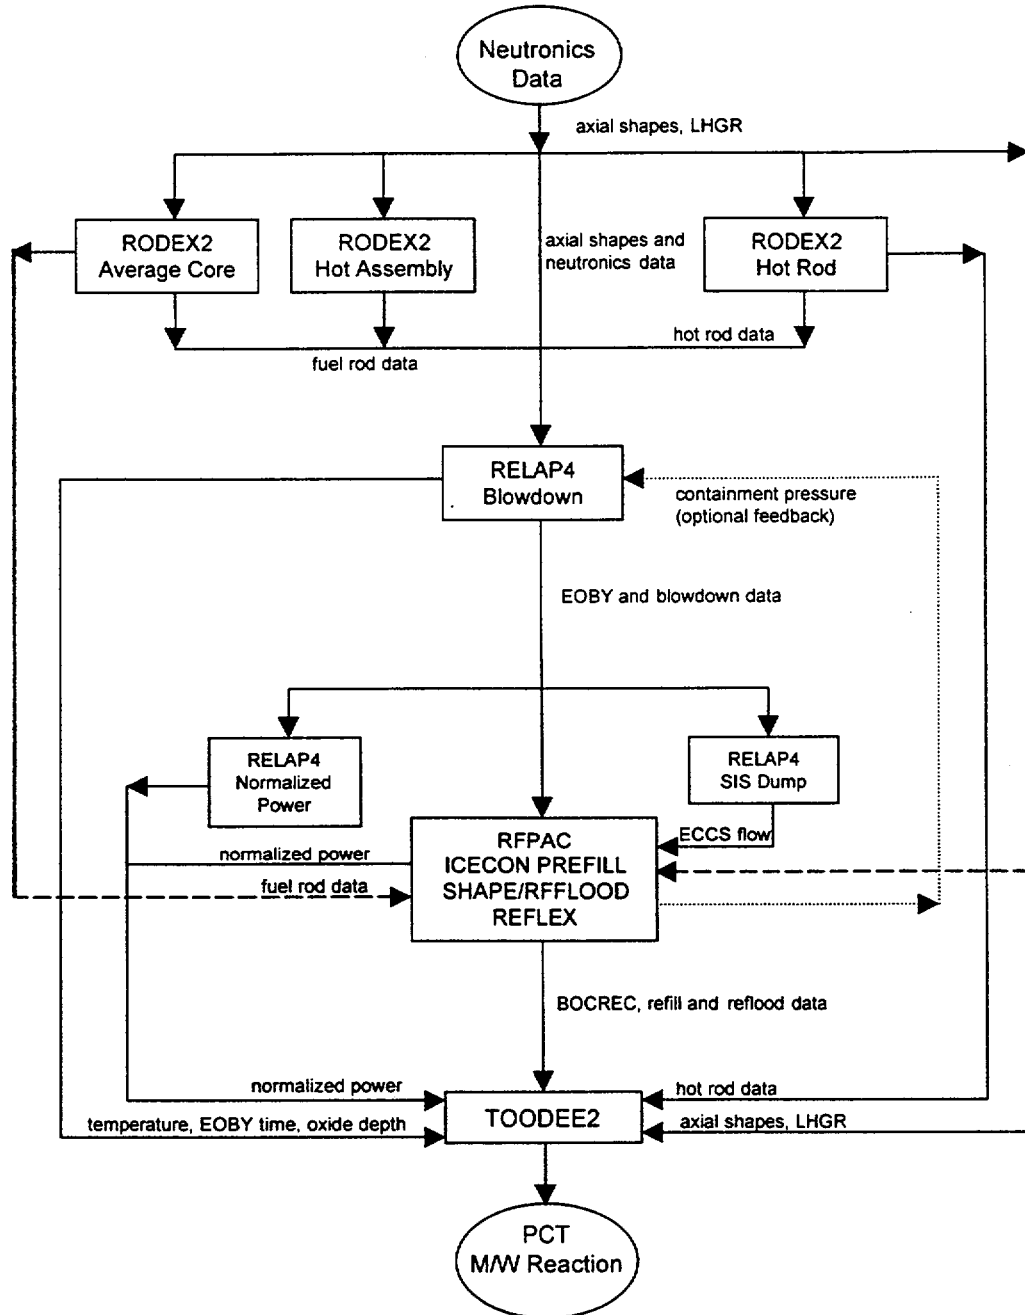 Neutronics
Data
axial shapes, LHGR
RODEX2
Average Core
RODEX2
Hot Assembly
axial shapes and
neutronics data
RODEX2
Hot Rod
hot rod data
fuel rod data
RELAP4
Blowdown
containment pressure
(optional feedback)
EOBY and blowdown data
RELAP4
Normalized
Power
RELAP4
SIS Dump
ECCS flow
RFPAC
ICECON PREFILL
SHAPE/RFFLOOD
REFLEX
normalized power
fuel rod data
BOCREC, refill and reflood data
normalized power
hot rod data
TOODEE2
temperature, EOBY time, oxide depth
axial shapes, LHGR
PCT
M/W Reaction